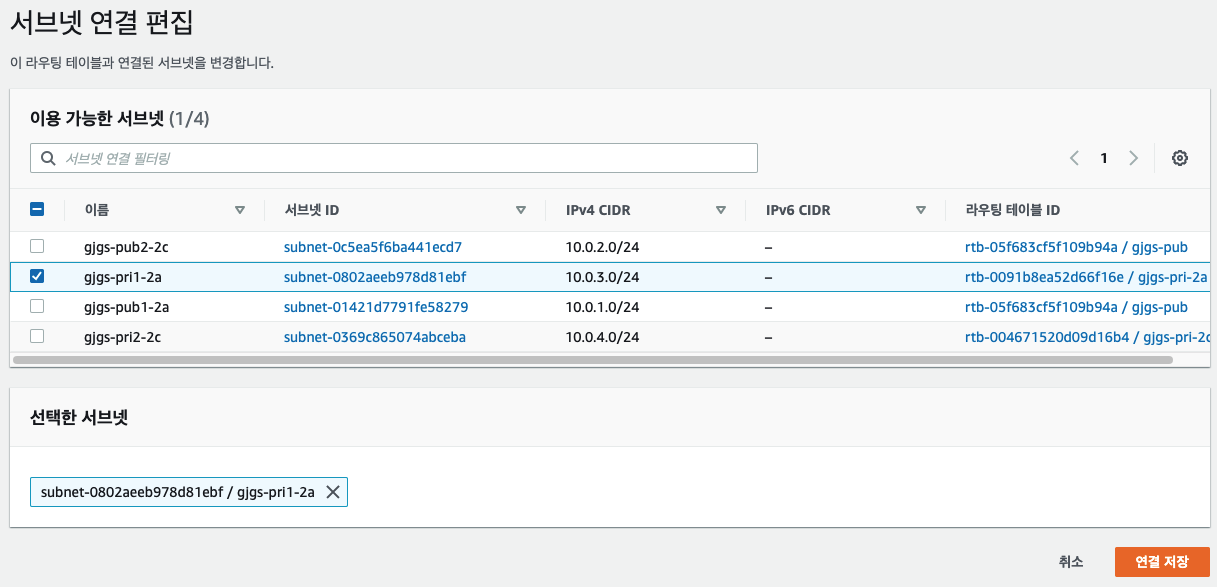 서브넷 연결 편집
이 라우팅 테이블과 연결된 서브넷을 변경합니다.
이용 가능한 서브넷 (1/4)
서브넷 연결 필터링
1
이름 서브넷 ID IPv4 CIDR IPv6 CIDR 라우팅 테이블 ID
gjgs-pub2-2c subnet-0c5ea5f6ba441ecd7 10.0.2.0/24 – rtb-05f683cf5f109b94a / gjgs-pub
gjgs-pri1-2a subnet-0802aeeb978d81ebf 10.0.3.0/24 – rtb-0091b8ea52d66f16e / gjgs-pri-2a
gjgs-pub1-2a subnet-01421d7791fe58279 10.0.1.0/24 – rtb-05f683cf5f109b94a / gjgs-pub
gjgs-pri2-2c subnet-0369c865074abceba 10.0.4.0/24 – rtb-004671520d09d16b4 / gjgs-pri-2c
선택한 서브넷
subnet-0802aeeb978d81ebf / gjgs-pri1-2a
취소 연결 저장